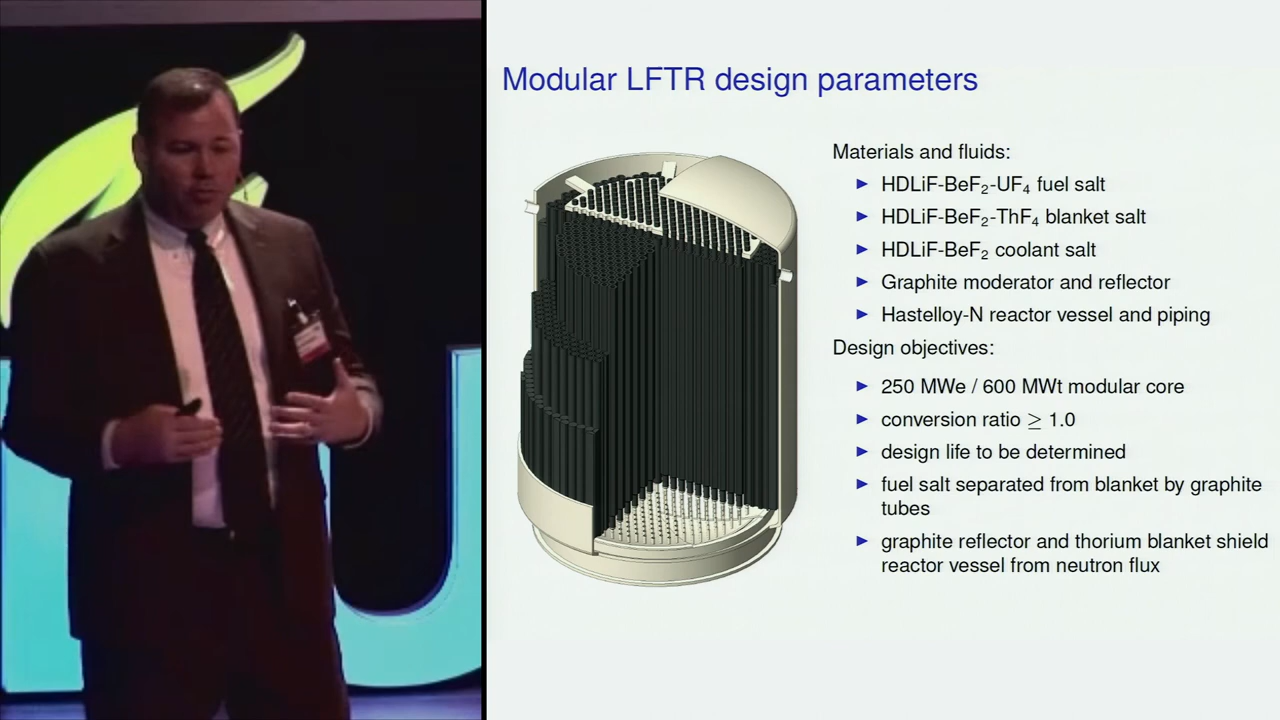 Modular LFTR design parameters
Materials and fluids:
HDLiF-BeF₂-UF₄ fuel salt
HDLiF-BeF₂-ThF₄ blanket salt
HDLiF-BeF₂ coolant salt
Graphite moderator and reflector
Hastelloy-N reactor vessel and piping
Design objectives:
250 MWe / 600 MWt modular core
conversion ratio ≥ 1.0
design life to be determined
fuel salt separated from blanket by graphite
tubes
graphite reflector and thorium blanket shield
reactor vessel from neutron flux